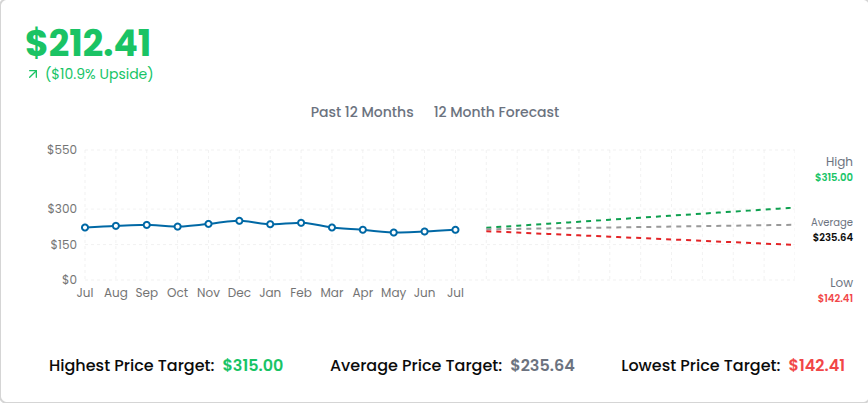 $212.41
($10.9% Upside)
Past 12 Months 12 Month Forecast
$550
$300
$150
$0
Jul Aug Sep Oct Nov Dec Jan Feb Mar Apr May Jun Jul
High
$315.00
Average
$235.64
Low
$142.41
Highest Price Target: $315.00 Average Price Target: $235.64 Lowest Price Target: $142.41